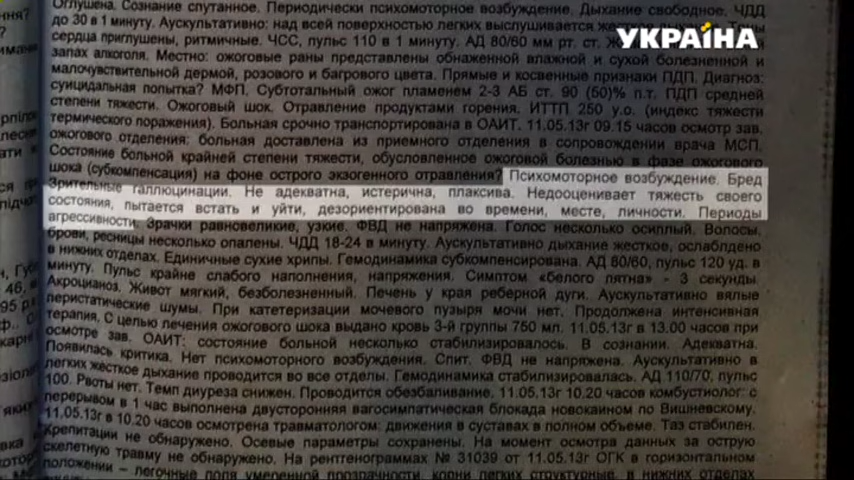 Оглушена. Сознание спутанное. Периодически психомоторное возбуждение. Дыхание свободное. ЧДД
до 30 в 1 минуту. Аускультативно: над всей поверхностью легких выслушивается жесткое
сердца приглушены, ритмичные. ЧСС, пульс 110 в 1 минуту. АД 80/60 мм рт. ст.
УКРАЇНА
запах алкоголя. Местно: ожоговые раны представлены обнаженной влажной и сухой болезненной и
малочувствительной дермой, розового и багрового цвета. Прямые и косвенные признаки ПДП. Диагноз:
суицидальная попытка? МФП. Субтотальный ожог пламенем 2-3 АБ ст. 90 (50)% п.т. ПДП средней
степени тяжести. Ожоговый шок. Отравление продуктами горения. ИТТП 250 у.о. (индекс тяжести
термического поражения). Больная срочно транспортирована в ОАИТ. 11.05.13г 09.15 часов осмотр зав.
ожогового отделения: больная доставлена из приемного отделения в сопровождении врача МСП.
Состояние больной крайней степени тяжести, обусловленное ожоговой болезнью в фазе ожогового
шока (субкомпенсация) на фоне острого экзогенного отравления? Психомоторное возбуждение. Бред
Зрительные галлюцинации. Не адекватна, истерична, плаксива. Недооценивает тяжесть своего
состояния, пытается встать и уйти, дезориентирована во времени, месте, личности. Периоды
агрессивности. Зрачки равновеликие, узкие. ФВД не напряжена. Голос несколько осиплый. Волосы,
брови, ресницы несколько опалены. ЧДД 18-24 в минуту. Аускультативно дыхание жесткое, ослаблдено
в нижних отделах. Единичные сухие хрипы. Гемодинамика субкомпенсирована. АД 80/60, пульс 120 уд. в
минуту. Пульс крайне слабого наполнения, напряжения. Симптом «белого пятна» - 3 секунды.
Акроцианоз. Живот мягкий, безболезненный. Печень у края реберной дуги. Аускультативно вялые
перистатические шумы. При катетеризации мочевого пузыря мочи нет. Продолжена интенсивная
терапия. С целью лечения ожогового шока выдано кровь 3-й группы 750 мл. 11.05.13г в 13.00 часов при
осмотре зав. ОАИТ: состояние больной несколько стабилизировалось. В сознании. Адекватна.
Появилась критика. Нет психомоторного возбуждения. Спит. ФВД не напряжена. Аускультативно в
легких жесткое дыхание проводится во все отделы. Гемодинамика стабилизировалась. АД 110/70, пульс
100. Рвоты нет. Темп диуреза снижен. Проводится обезболивание. 11.05.13г 10.20 часов комбустиолог: с
перерывом в 1 час выполнена двусторонняя вагосимпатическая блокада новокаином по Вишневскому.
11.05.13г в 10.20 часов осмотрена травматологом: движения в суставах в полном объеме. Таз стабилен.
Крепитации не обнаружено. Осевые параметры сохранены. На момент осмотра данных за острую
скелетную травму не обнаружено. На рентгенограммах № 31039 от 11.05.13г ОГК в горизонтальном
положении – легочные поля умеренной прозрачности, корни легких структурные, в нижних отделах